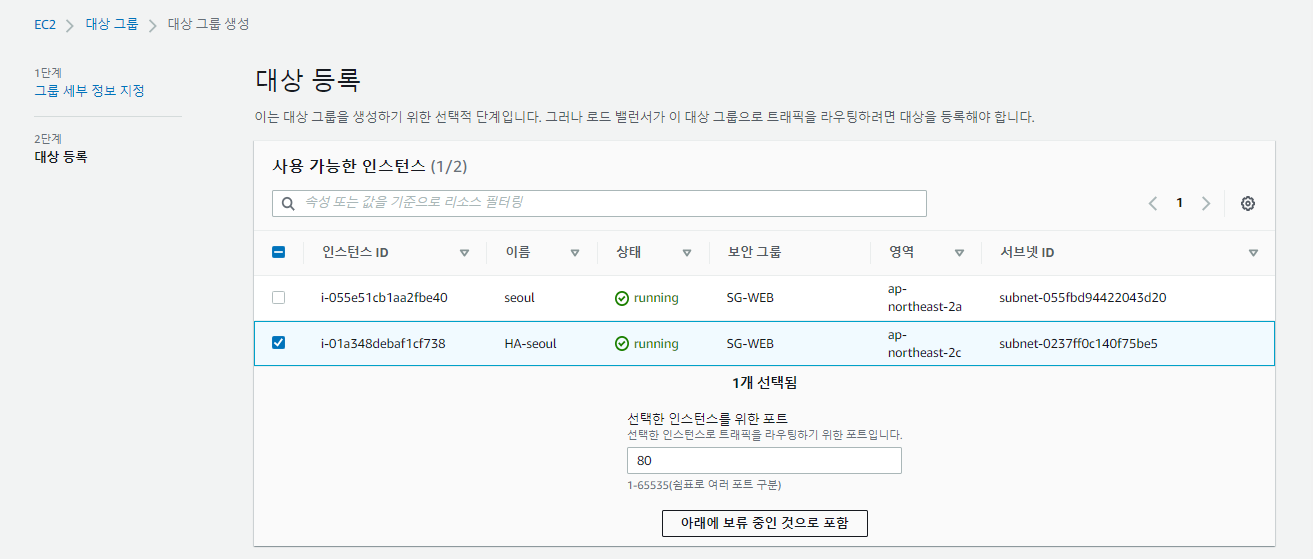 EC2 > 대상 그룹 > 대상 그룹 생성
1단계
그룹 세부 정보 지정
2단계
대상 등록
대상 등록
이는 대상 그룹을 생성하기 위한 선택적 단계입니다. 그러나 로드 밸런서가 이 대상 그룹으로 트래픽을 라우팅하려면 대상을 등록해야 합니다.
사용 가능한 인스턴스 (1/2)
속성 또는 값을 기준으로 리소스 필터링
1
인스턴스 ID 이름 상태 보안 그룹 영역 서브넷 ID
i-055e51cb1aa2fbe40 seoul running SG-WEB ap-
northeast-2a subnet-055fbd94422043d20
i-01a348debaf1cf738 HA-seoul running SG-WEB ap-
northeast-2c subnet-0237ff0c140f75be5
1개 선택됨
선택한 인스턴스를 위한 포트
선택한 인스턴스로 트래픽을 라우팅하기 위한 포트입니다.
80
1-65535(쉼표로 여러 포트 구분)
아래에 보류 중인 것으로 포함